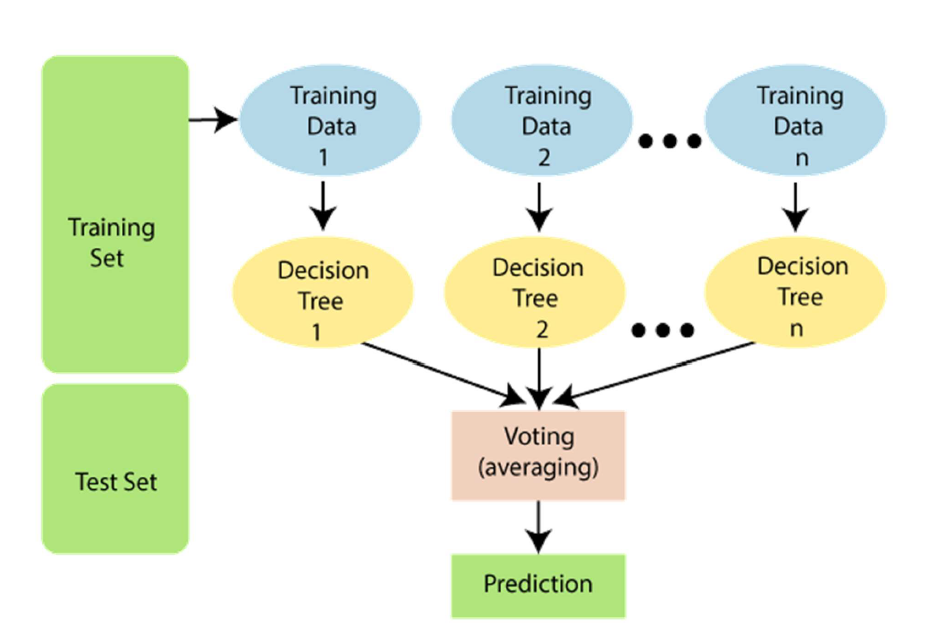 Training
Set
Test Set
Training
Data
1
Training
Data
2
Training
Data
n
Decision
Tree
1
Decision
Tree
2
Decision
Tree
n
Voting
(averaging)
Prediction